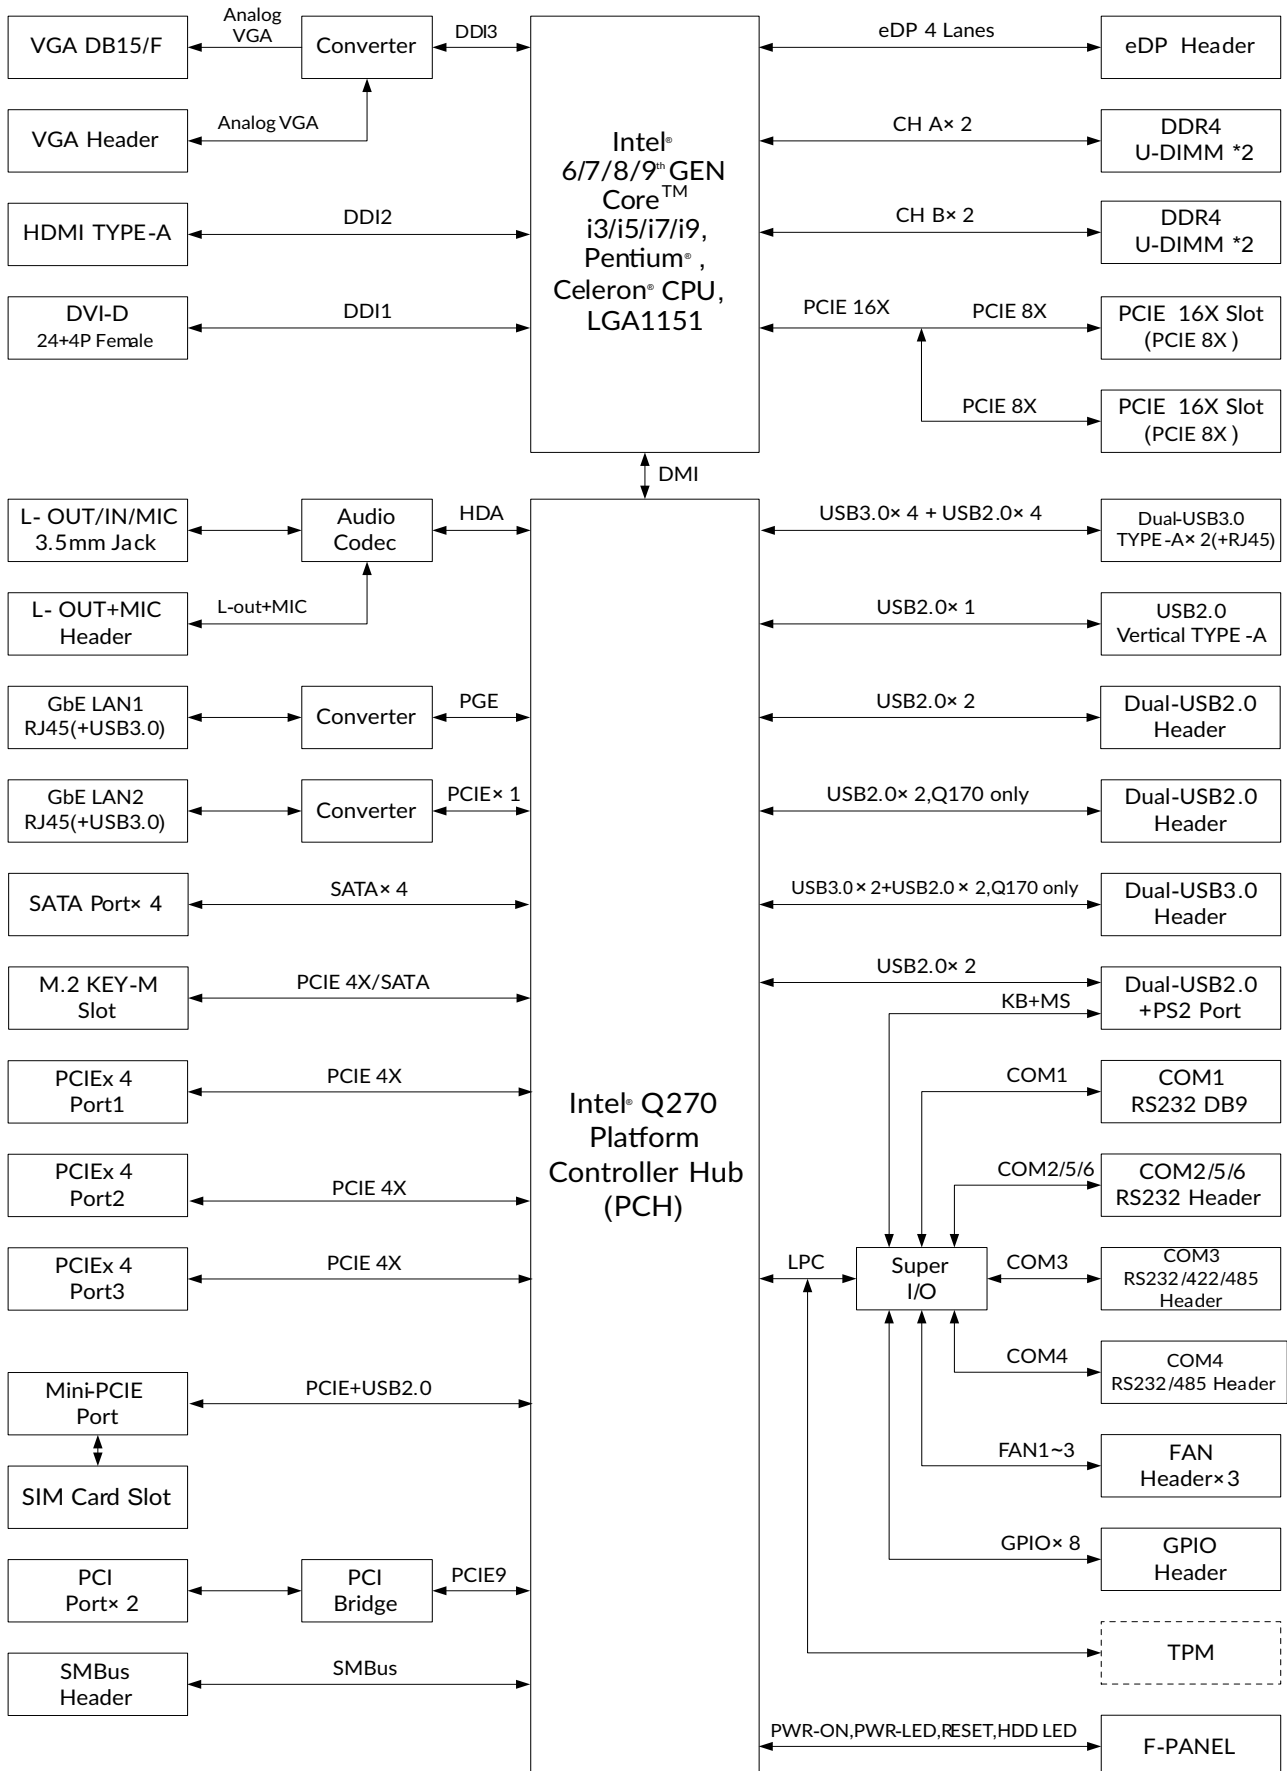 VGA DB15/F
Analog
VGA
Converter
DDI3
VGA Header
Analog VGA
HDMI TYPE-A
DDI2
DVI-D
24+4P Female
DDI1
Intel®
6/7/8/9th GEN
Core™
i3/i5/i7/i9,
Pentium® ,
Celeron® CPU,
LGA1151
eDP 4 Lanes
eDP Header
CH A× 2
DDR4
U-DIMM *2
CH B× 2
DDR4
U-DIMM *2
PCIE 16X
PCIE 8X
PCIE 16X Slot
(PCIE 8X )
PCIE 8X
PCIE 16X Slot
(PCIE 8X )
DMI
L- OUT/IN/MIC
3.5mm Jack
Audio
Codec
HDA
L- OUT+MIC
Header
L-out+MIC
GbE LAN1
RJ45(+USB3.0)
Converter
PGE
GbE LAN2
RJ45(+USB3.0)
Converter
PCIE× 1
SATA Port× 4
SATA× 4
M.2 KEY-M
Slot
PCIE 4X/SATA
PCIEx 4
Port1
PCIE 4X
PCIEx 4
Port2
PCIE 4X
PCIEx 4
Port3
PCIE 4X
Mini-PCIE
Port
PCIE+USB2.0
SIM Card Slot
PCI
Port× 2
PCI
Bridge
PCIE9
SMBus
Header
SMBus
Intel® Q270
Platform
Controller Hub
(PCH)
USB3.0× 4 + USB2.0× 4
Dual-USB3.0
TYPE-A× 2(+RJ45)
USB2.0× 1
USB2.0
Vertical TYPE -A
USB2.0× 2
Dual-USB2.0
Header
USB2.0× 2,Q170 only
Dual-USB2.0
Header
USB3.0× 2+USB2.0× 2,Q170 only
Dual-USB3.0
Header
USB2.0× 2
KB+MS
Dual-USB2.0
+PS2 Port
COM1
COM1
RS232 DB9
COM2/5/6
COM2/5/6
RS232 Header
LPC
Super
I/O
COM3
COM3
RS232/422/485
Header
COM4
COM4
RS232/485 Header
FAN1~3
FAN
Header×3
GPIO× 8
GPIO
Header
TPM
PWR-ON,PWR-LED,RESET,HDD LED
F-PANEL